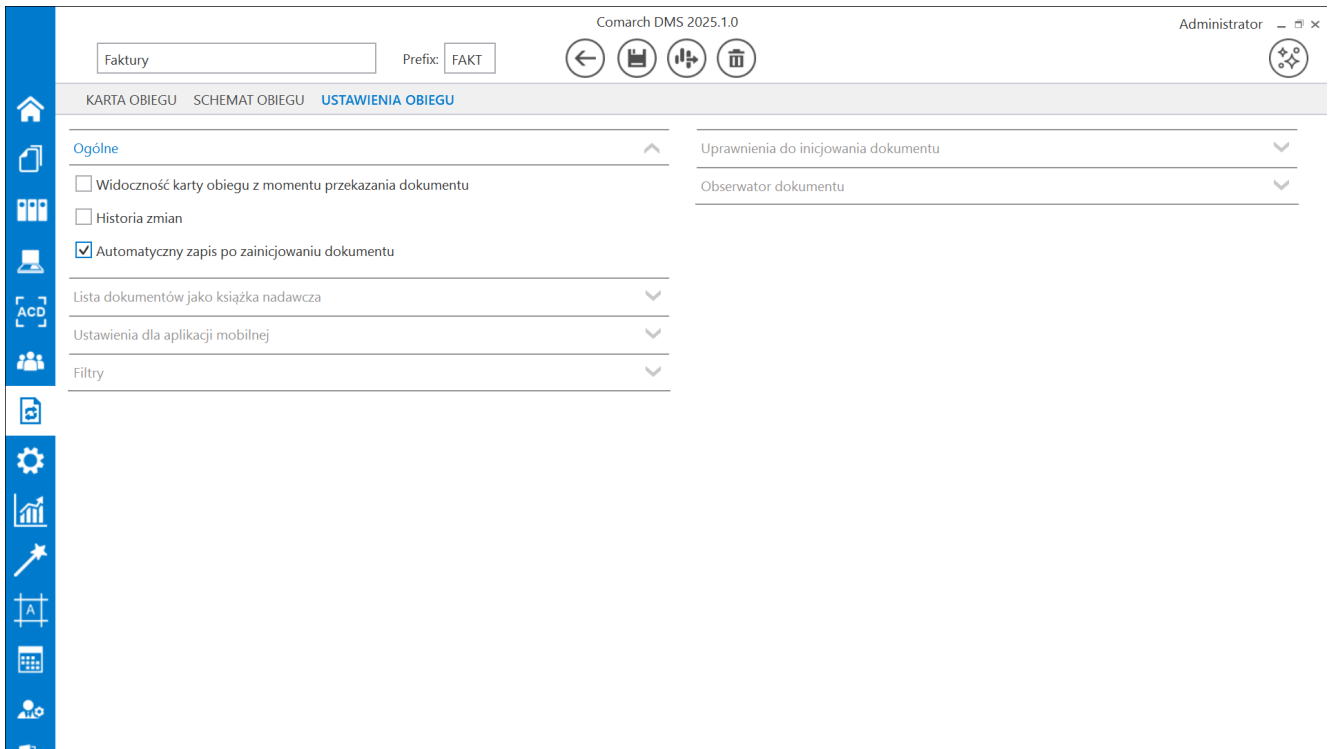 Comarch DMS 2025.1.0
Administrator
Faktury
Prefix: FAKT
KARTA OBIEGU SCHEMAT OBIEGU USTAWIENIA OBIEGU
Ogólne
Widoczność karty obiegu z momentu przekazania dokumentu
Historia zmian
Automatyczny zapis po zainicjowaniu dokumentu
Lista dokumentów jako książka nadawcza
Ustawienia dla aplikacji mobilnej
Filtry
Uprawnienia do inicjowania dokumentu
Obserwator dokumentu
ACD
A